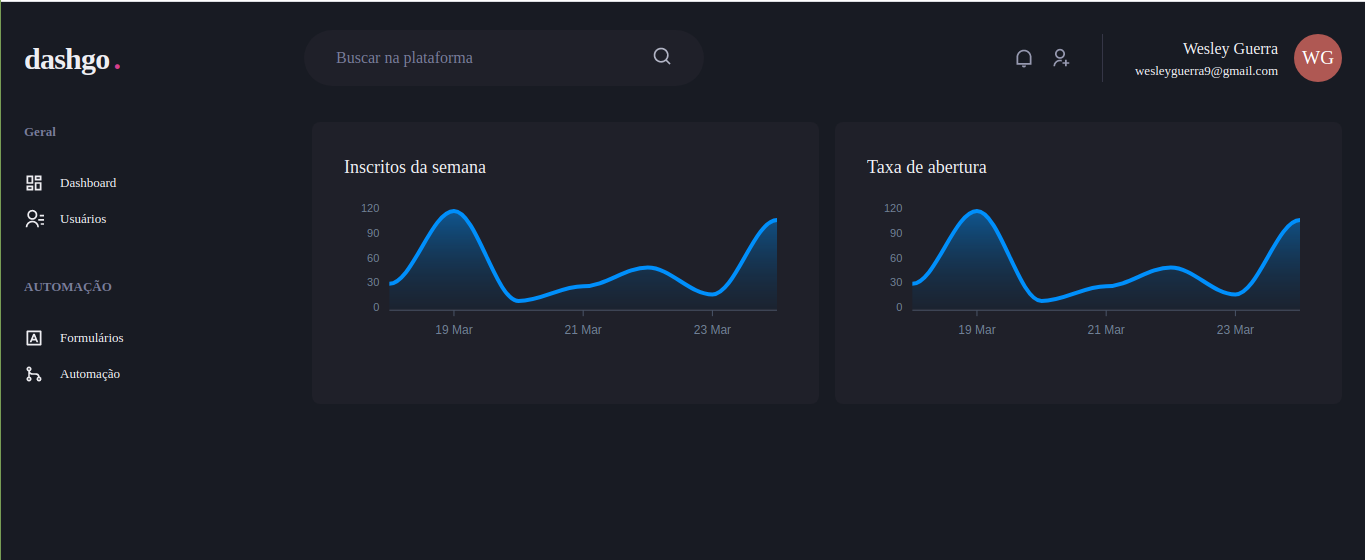 dashgo.
Buscar na plataforma
Wesley Guerra
wesleyguerra9@gmail.com
WG
Geral
Dashboard
Usuários
AUTOMAÇÃO
Formulários
Automação
Inscritos da semana
120
90
60
30
0
19 Mar 21 Mar 23 Mar
Taxa de abertura
120
90
60
30
0
19 Mar 21 Mar 23 Mar